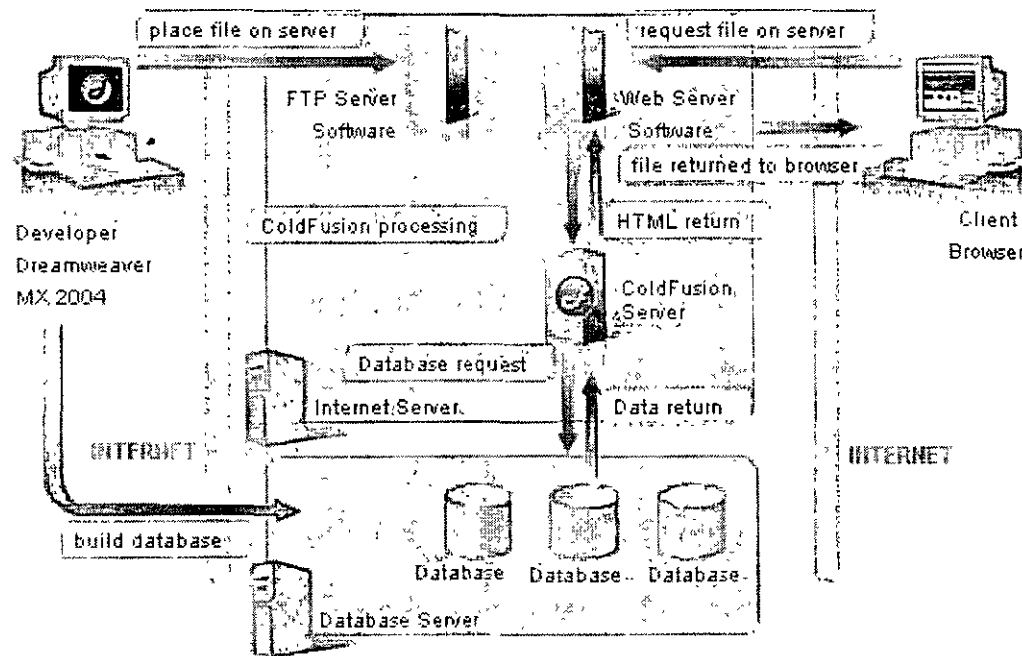 place file on server
request file on server
FTP Server
Software
Web Server
Software
file returned to browser
Developer
Dreamweaver
MX 2004
ColdFusion processing
HTML return
Client
Browser
ColdFusion
Server
Database request
Internet Server
Data return
INTERNET
INTERNET
build database
Database
Database
Database
Database Server